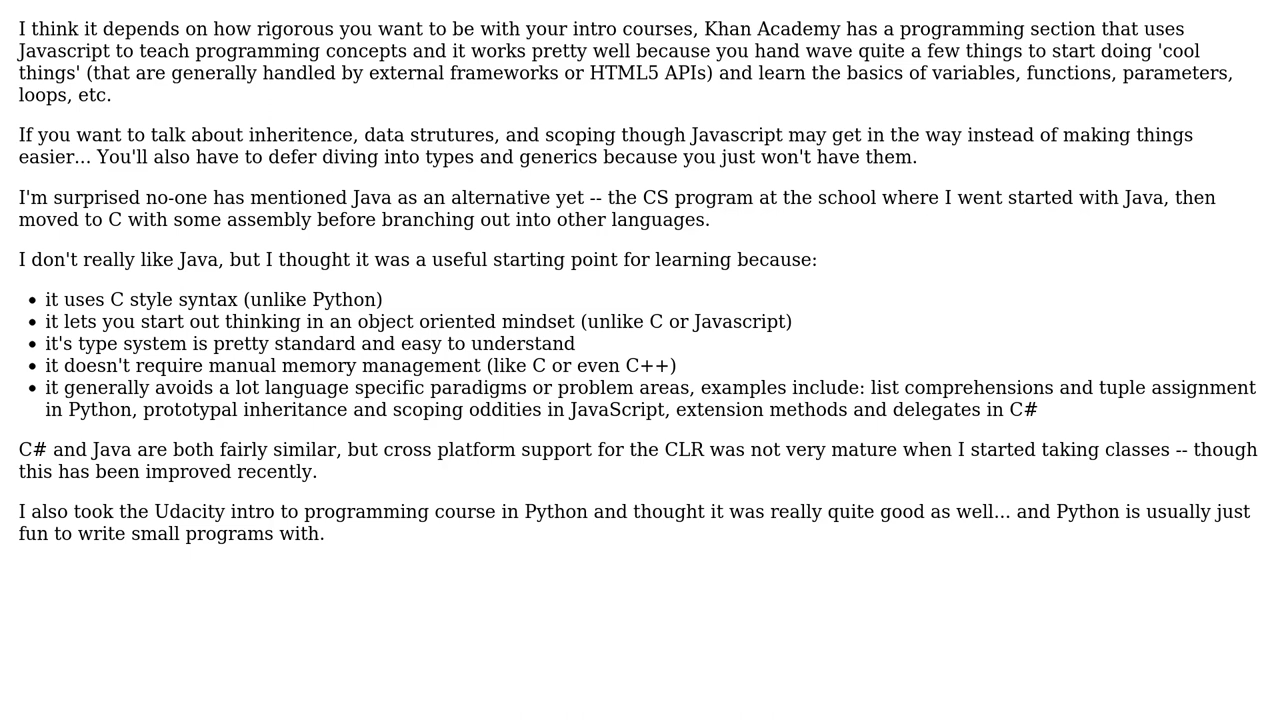 I think it depends on how rigorous you want to be with your intro courses, Khan Academy has a programming section that uses
Javascript to teach programming concepts and it works pretty well because you hand wave quite a few things to start doing 'cool
things' (that are generally handled by external frameworks or HTML5 APIs) and learn the basics of variables, functions, parameters,
loops, etc.
If you want to talk about inheritence, data strutures, and scoping though Javascript may get in the way instead of making things
easier... You'll also have to defer diving into types and generics because you just won't have them.
I'm surprised no-one has mentioned Java as an alternative yet -- the CS program at the school where I went started with Java, then
moved to C with some assembly before branching out into other languages.
I don't really like Java, but I thought it was a useful starting point for learning because:
• it uses C style syntax (unlike Python)
• it lets you start out thinking in an object oriented mindset (unlike C or Javascript)
• it's type system is pretty standard and easy to understand
• it doesn't require manual memory management (like C or even C++)
• it generally avoids a lot language specific paradigms or problem areas, examples include: list comprehensions and tuple assignment
in Python, prototypal inheritance and scoping oddities in JavaScript, extension methods and delegates in C#
C# and Java are both fairly similar, but cross platform support for the CLR was not very mature when I started taking classes -- though
this has been improved recently.
I also took the Udacity intro to programming course in Python and thought it was really quite good as well... and Python is usually just
fun to write small programs with.